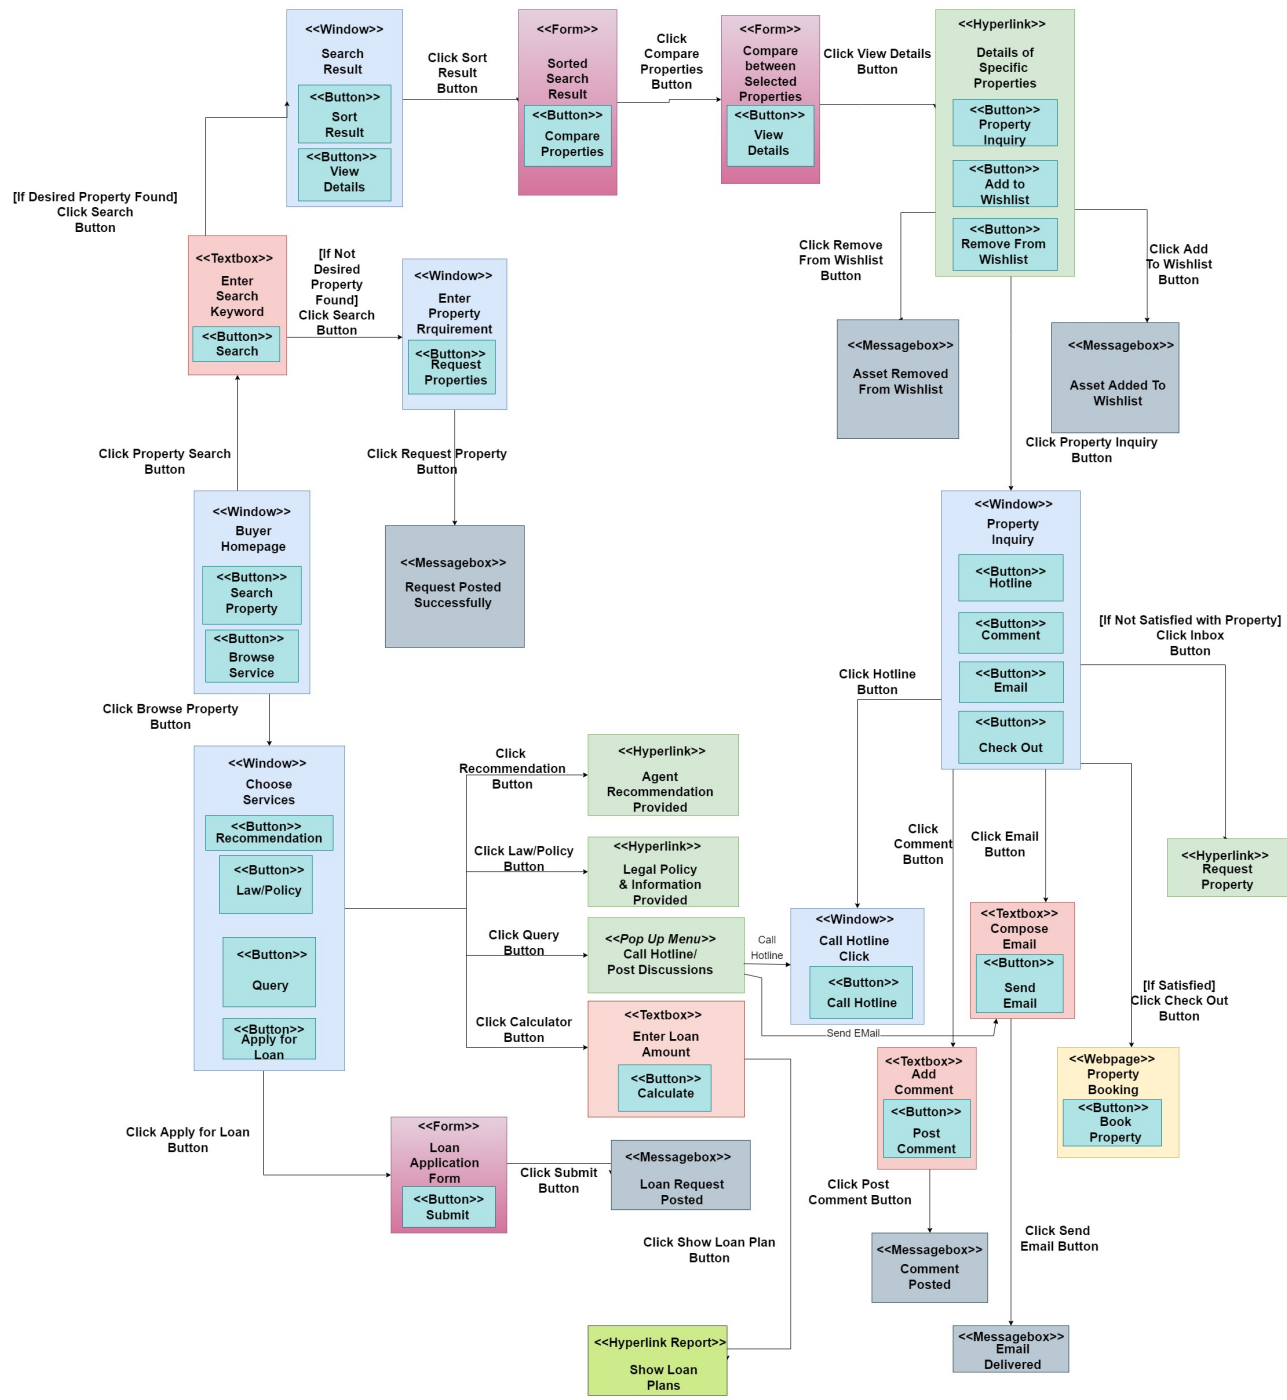 <<Window>>
Search
Result
<<Button>>
Sort
Result
<<Button>>
View
Details
Click Sort
Result
Button
<<Form>>
Sorted
Search
Result
<<Button>>
Compare
Properties
Click
Compare
Properties
Button
<<Form>>
Compare
between
Selected
Properties
<<Button>>
View
Details
Click View Details
Button
<<Hyperlink>>
Details of
Specific
Properties
<<Button>>
Property
Inquiry
<<Button>>
Add to
Wishlist
<<Button>>
Remove From
Wishlist
[If Desired Property Found]
Click Search
Button
<<Textbox>>
Enter
Search
Keyword
<<Button>>
Search
[If Not
Desired
Property
Found]
Click Search
Button
<<Window>>
Enter
Property
Rrquirement
<<Button>>
Request
Properties
Click Remove
From Wishlist
Button
Click Add
To Wishlist
Button
<<Messagebox>>
Asset Removed
From Wishlist
<<Messagebox>>
Asset Added To
Wishlist
Click Property Search
Button
Click Request Property
Button
Click Property Inquiry
Button
<<Window>>
Buyer
Homepage
<<Button>>
Search
Property
<<Button>>
Browse
Service
<<Messagebox>>
Request Posted
Successfully
<<Window>>
Property
Inquiry
<<Button>>
Hotline
<<Button>>
Comment
<<Button>>
Email
<<Button>>
Check Out
[If Not Satisfied with Property]
Click Inbox
Button
Click Hotline
Button
Click Browse Property
Button
<<Window>>
Choose
Services
<<Button>>
Recommendation
<<Button>>
Law/Policy
<<Button>>
Query
<<Button>>
Apply for
Loan
Click
Recommendation
Button
<<Hyperlink>>
Agent
Recommendation
Provided
Click Law/Policy
Button
<<Hyperlink>>
Legal Policy
& Information
Provided
Click Query
Button
<<Pop Up Menu>>
Call Hotline/
Post Discussions
Call
Hotline
Send EMail
Click Calculator
Button
<<Textbox>>
Enter Loan
Amount
<<Button>>
Calculate
<<Window>>
Call Hotline
Click
<<Button>>
Call Hotline
Click
Comment
Button
Click Email
Button
<<Hyperlink>>
Request
Property
<<Textbox>>
Compose
Email
<<Button>>
Send
Email
[If Satisfied]
Click Check Out
Button
<<Textbox>>
Add
Comment
<<Button>>
Post
Comment
<<Webpage>>
Property
Booking
<<Button>>
Book
Property
Click Apply for Loan
Button
<<Form>>
Loan
Application
Form
<<Button>>
Submit
Click Submit
Button
<<Messagebox>>
Loan Request
Posted
Click Post
Comment Button
Click Show Loan Plan
Button
<<Messagebox>>
Comment
Posted
Click Send
Email Button
<<Hyperlink Report>>
Show Loan
Plans
<<Messagebox>>
Email
Delivered